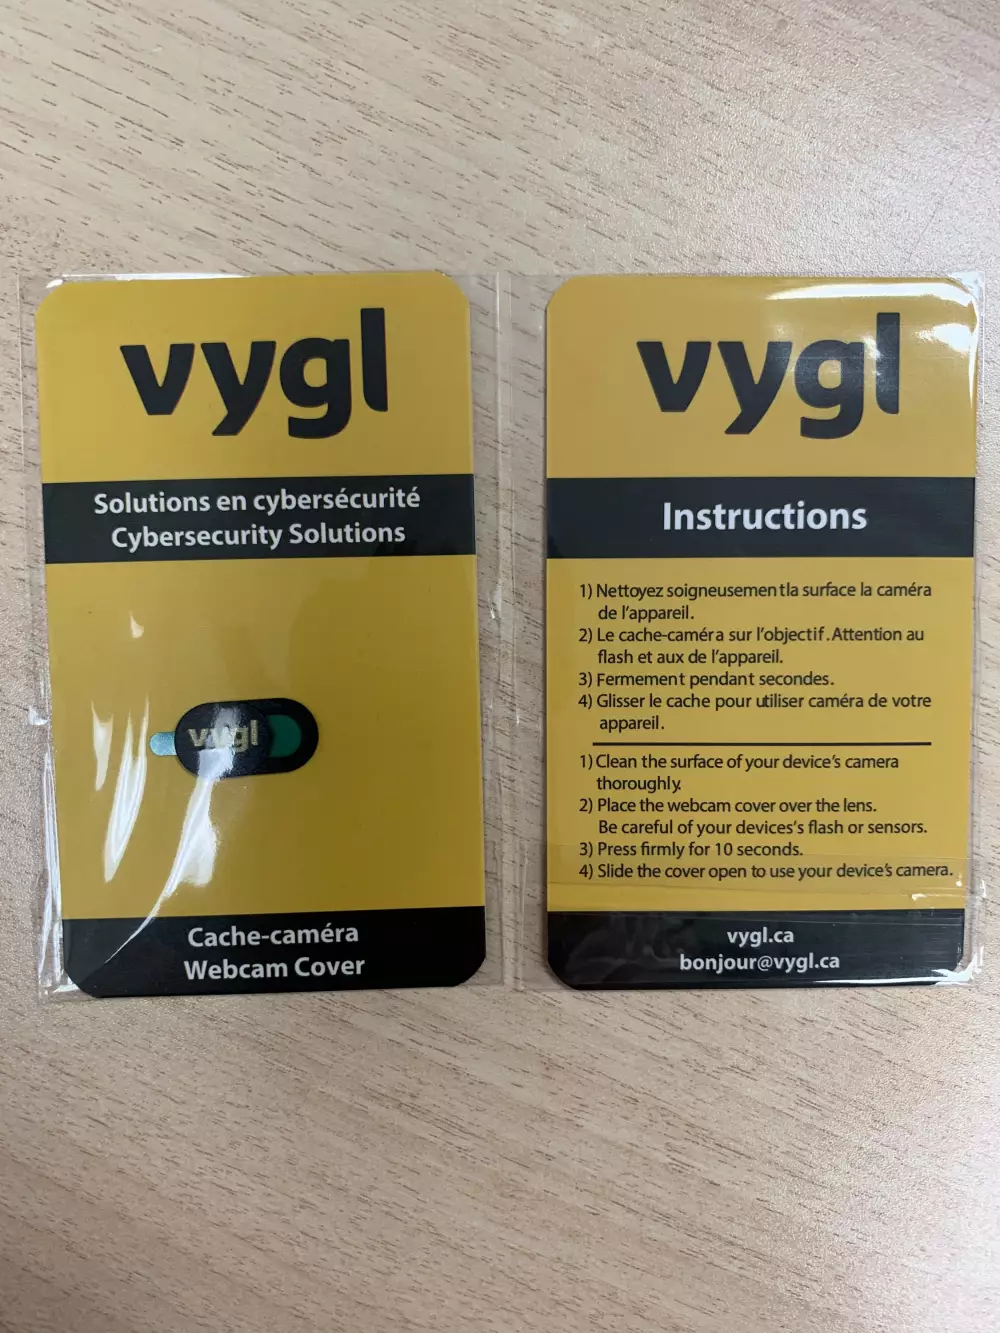 vygl
Solutions en cybersécurité
Cybersecurity Solutions
vygl
Cache-caméra
Webcam Cover
vygl
Instructions
1) Nettoyez soigneusementla surface la caméra
de l'appareil.
2) Le cache-caméra sur l'objectif.Attention au
flash et aux de l'appareil.
3) Fermement pendant secondes.
4) Glisser le cache pour utiliser caméra de votre
appareil.
1) Clean the surface of your device's camera
thoroughly.
2) Place the webcam cover over the lens.
Be careful of your devices's flash or sensors.
3) Press firmly for 10 seconds.
4) Slide the cover open to use your device's camera.
vygl.ca
bonjour@vygl.ca